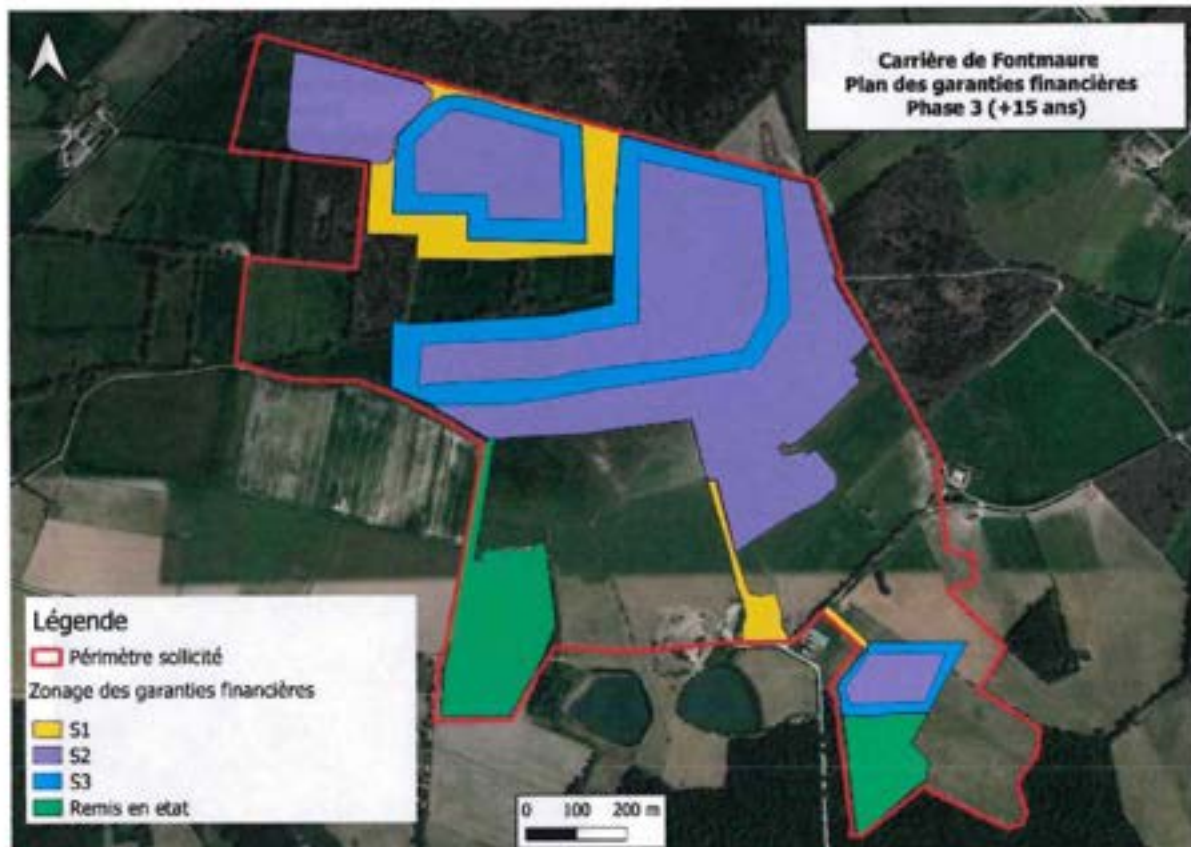 Carrière de Fontmaure
Plan des garanties financières
Phase 3 (+15 ans)
Légende
Périmètre sollicité
Zonage des garanties financières
S1
S2
S3
Remis en etat
0 100 200 m